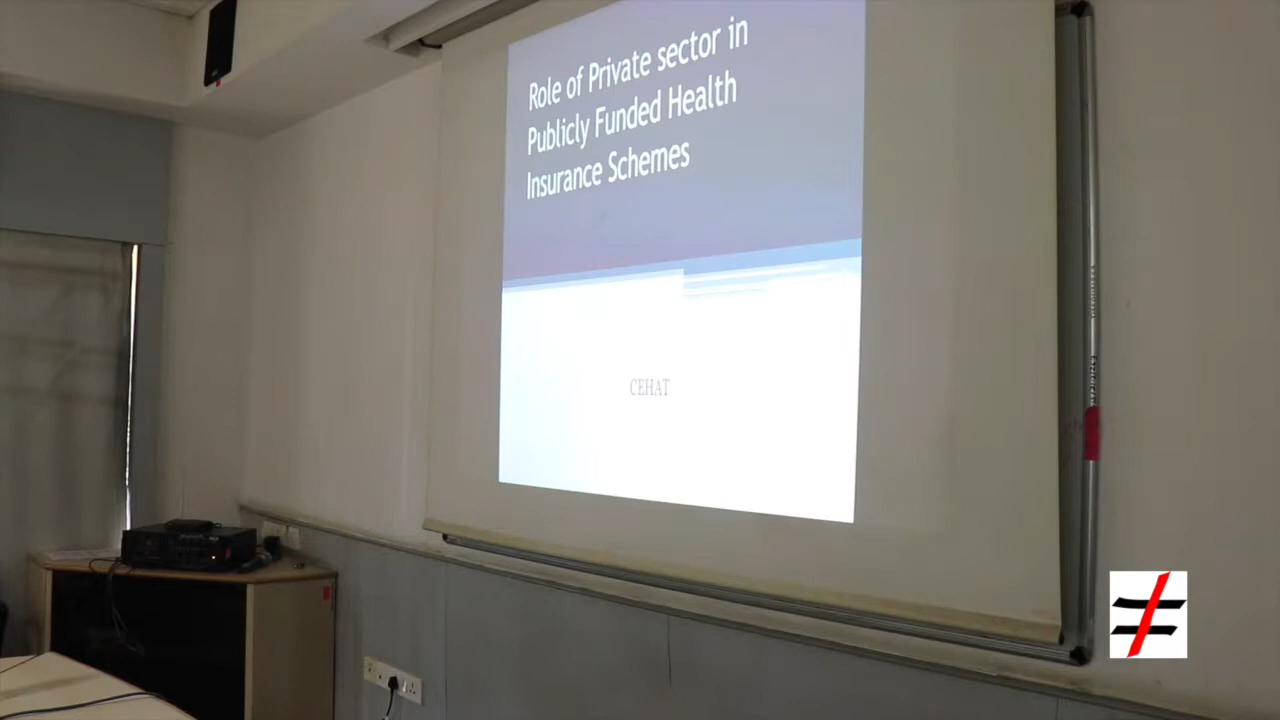 Role of Private sector in
Publicly Funded Health
Insurance Schemes
CEHAT